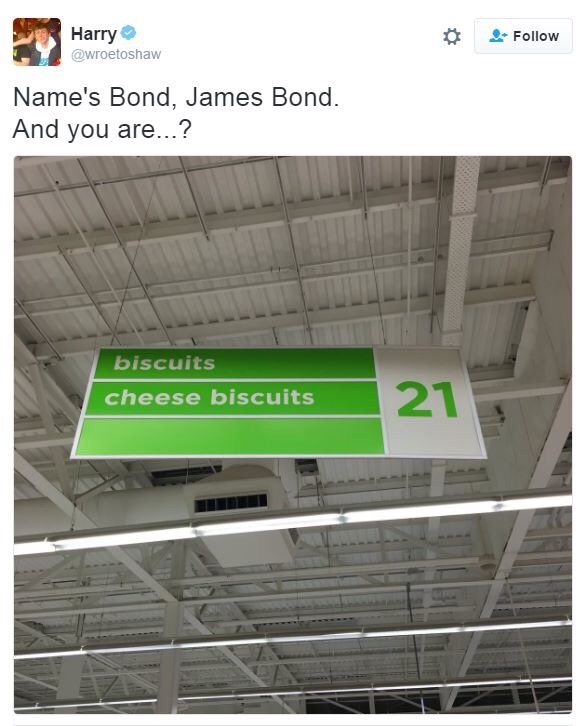 Harry
@wroetoshaw
Follow
Name's Bond, James Bond.
And you are...?
biscuits
cheese biscuits
21